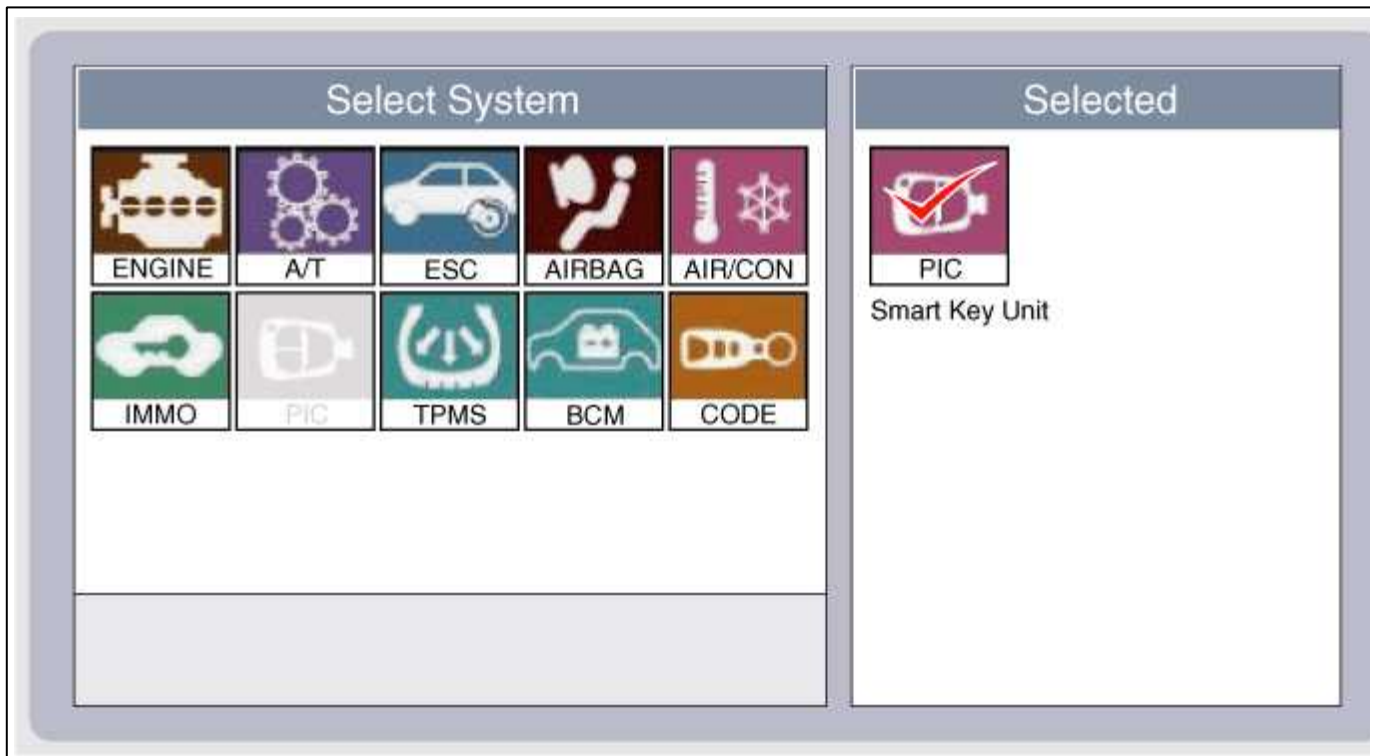 Select System
ENGINE A/T ESC AIRBAG AIR/CON
IMMO PIC TPMS BCM CODE
Selected
PIC
Smart Key Unit